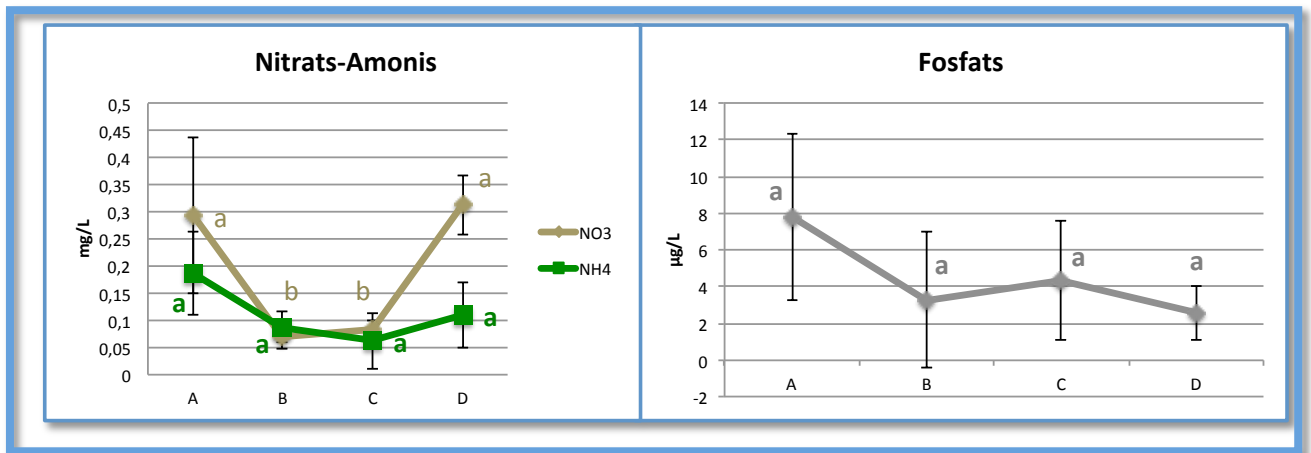 Nitrats-Amonis
mg/L
0,5
0,45
0,4
0,35
0,3
0,25
0,2
0,15
0,1
0,05
0
a
b
b
a
a
a
a
a
A B C D
NO3
NH4
Fosfats
µg/L
14
12
10
8
6
4
2
0
-2
a
a
a
a
A B C D